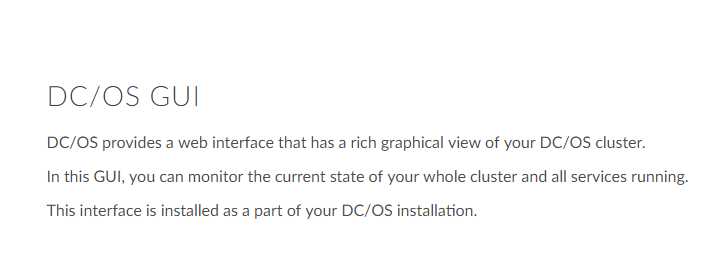 DC/OS GUI
DC/OS provides a web interface that has a rich graphical view of your DC/OS cluster.
In this GUI, you can monitor the current state of your whole cluster and all services running.
This interface is installed as a part of your DC/OS installation.